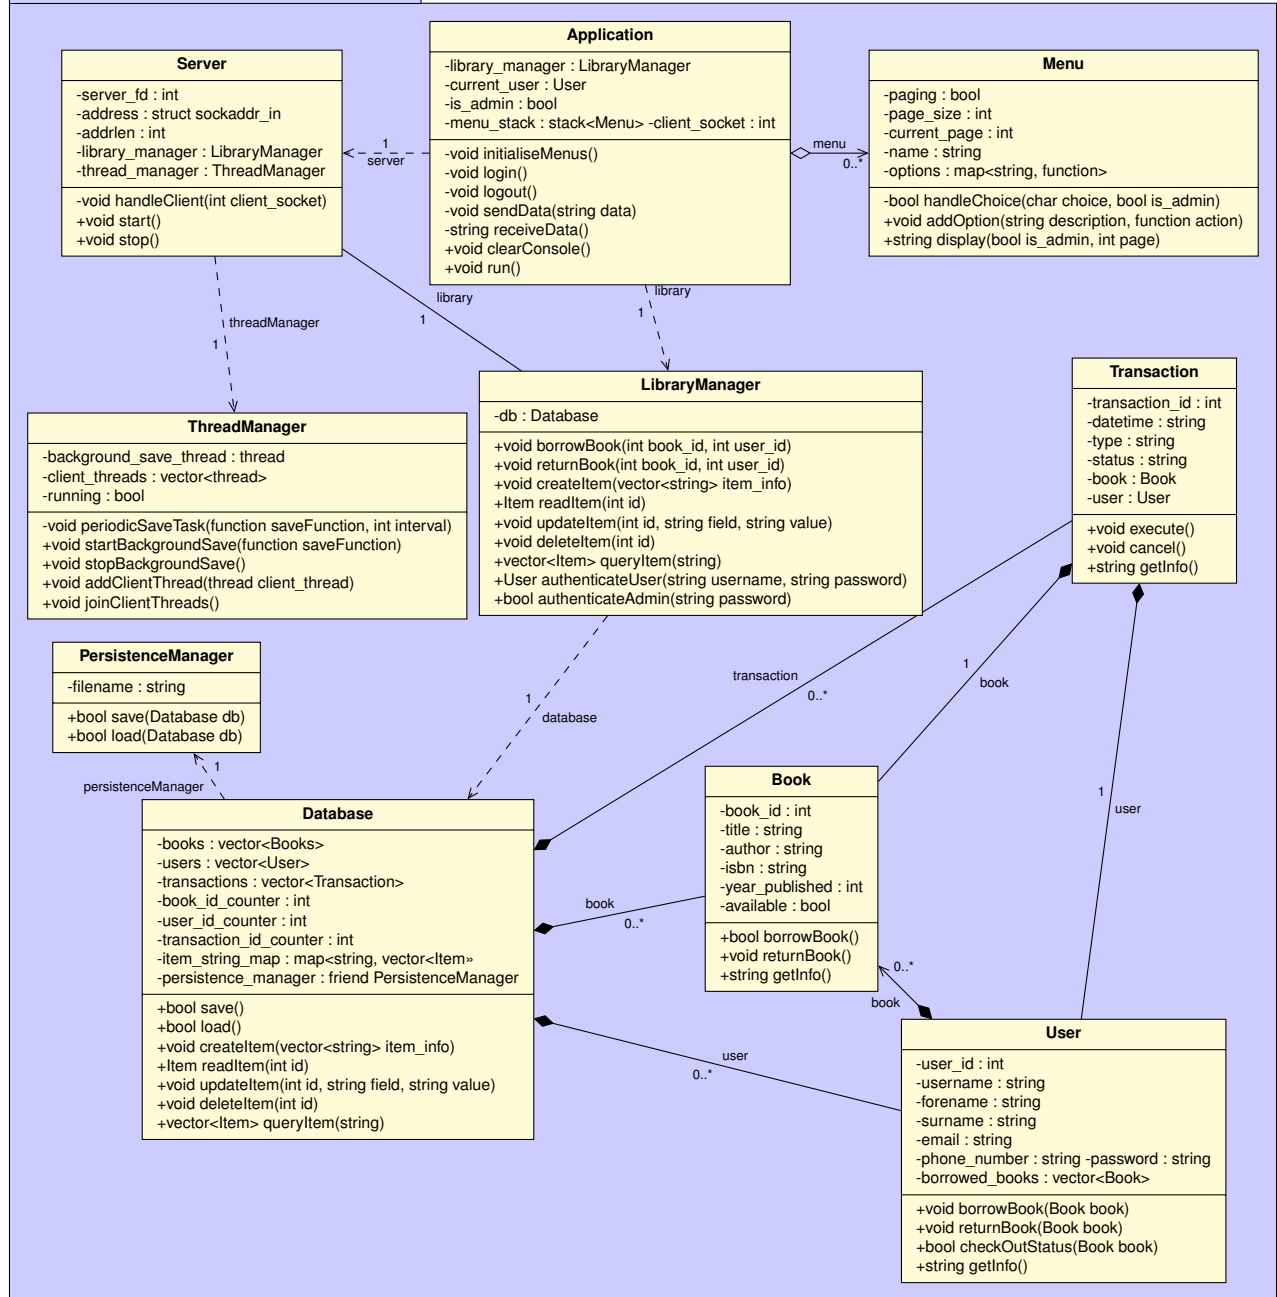 Application
-library_manager : LibraryManager
-current_user : User
-is_admin : bool
-menu_stack : stack<Menu> -client_socket : int
-void initialiseMenus()
-void login()
-void logout()
-void sendData(string data)
-string receiveData()
+void clearConsole()
+void run()
Server
-server_fd : int
-address : struct sockaddr_in
-addrlen : int
-library_manager : LibraryManager
-thread_manager : ThreadManager
-void handleClient(int client_socket)
+void start()
+void stop()
1
server
menu
0..*
Menu
-paging : bool
-page_size : int
-current_page : int
-name : string
-options : map<string, function>
-bool handleChoice(char choice, bool is_admin)
+void addOption(string description, function action)
+string display(bool is_admin, int page)
library
1
library
1
threadManager
1
ThreadManager
-background_save_thread : thread
-client_threads : vector<thread>
-running : bool
-void periodicSaveTask(function saveFunction, int interval)
+void startBackgroundSave(function saveFunction)
+void stopBackgroundSave()
+void addClientThread(thread client_thread)
+void joinClientThreads()
LibraryManager
-db : Database
+void borrowBook(int book_id, int user_id)
+void returnBook(int book_id, int user_id)
+void createItem(vector<string> item_info)
+Item readItem(int id)
+void updateItem(int id, string field, string value)
+void deleteItem(int id)
+vector<Item> queryItem(string)
+User authenticateUser(string username, string password)
+bool authenticateAdmin(string password)
Transaction
-transaction_id : int
-datetime : string
-type : string
-status : string
-book : Book
-user : User
+void execute()
+void cancel()
+string getInfo()
PersistenceManager
-filename : string
+bool save(Database db)
+bool load(Database db)
1
persistenceManager
1
database
transaction
0..*
1
book
1
user
Database
-books : vector<Books>
-users : vector<User>
-transactions : vector<Transaction>
-book_id_counter : int
-user_id_counter : int
-transaction_id_counter : int
-item_string_map : map<string, vector<Item»
-persistence_manager : friend PersistenceManager
+bool save()
+bool load()
+void createItem(vector<string> item_info)
+Item readItem(int id)
+void updateItem(int id, string field, string value)
+void deleteItem(int id)
+vector<Item> queryItem(string)
book
0..*
user
0..*
Book
-book_id : int
-title : string
-author : string
-isbn : string
-year_published : int
-available : bool
+bool borrowBook()
+void returnBook()
+string getInfo()
0..*
book
User
-user_id : int
-username : string
-forename : string
-surname : string
-email : string
-phone_number : string -password : string
-borrowed_books : vector<Book>
+void borrowBook(Book book)
+void returnBook(Book book)
+bool checkOutStatus(Book book)
+string getInfo()